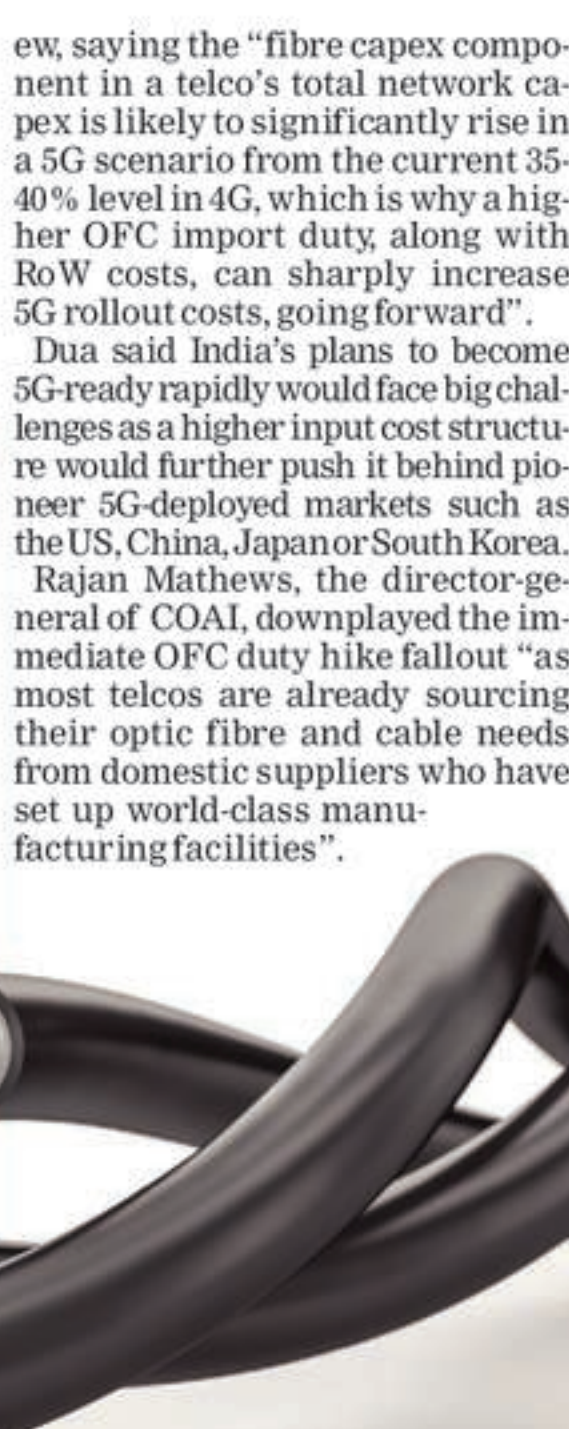 ew, saying the “fibre capex compo-
nent in a telco’s total network ca-
pex is likely to significantly rise in
a 5G scenario from the current 35-
40% level in 4G, which is why a hig-
her OFC import duty, along with
RoW costs, can sharply increase
5G rollout costs, going forward”.
Dua said India’s plans to become
5G-ready rapidly would face big chal-
lenges as a higher input cost structu-
re would further push it behind pio-
neer 5G-deployed markets such as
the US, China, Japan or South Korea.
Rajan Mathews, the director-ge-
neral of COAI, downplayed the im-
mediate OFC duty hike fallout “as
most telcos are already sourcing
their optic fibre and cable needs
from domestic suppliers who have
set up world-class manu-
facturing facilities”.